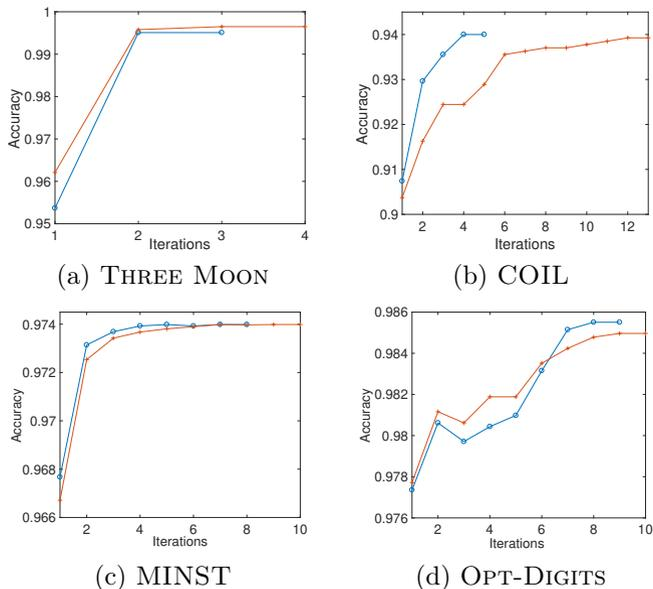 1
0.99
0.98
0.97
0.96
0.95
Accuracy
1 2 3 4
Iterations
(a) THREE MOON
0.94
0.93
0.92
0.91
0.9
Accuracy
2 4 6 8 10 12
Iterations
(b) COIL
0.974
0.972
0.97
0.968
0.966
Accuracy
2 4 6 8 10
Iterations
(c) MINST
0.986
0.984
0.982
0.98
0.978
0.976
Accuracy
2 4 6 8 10
Iterations
(d) OPT-DIGITS